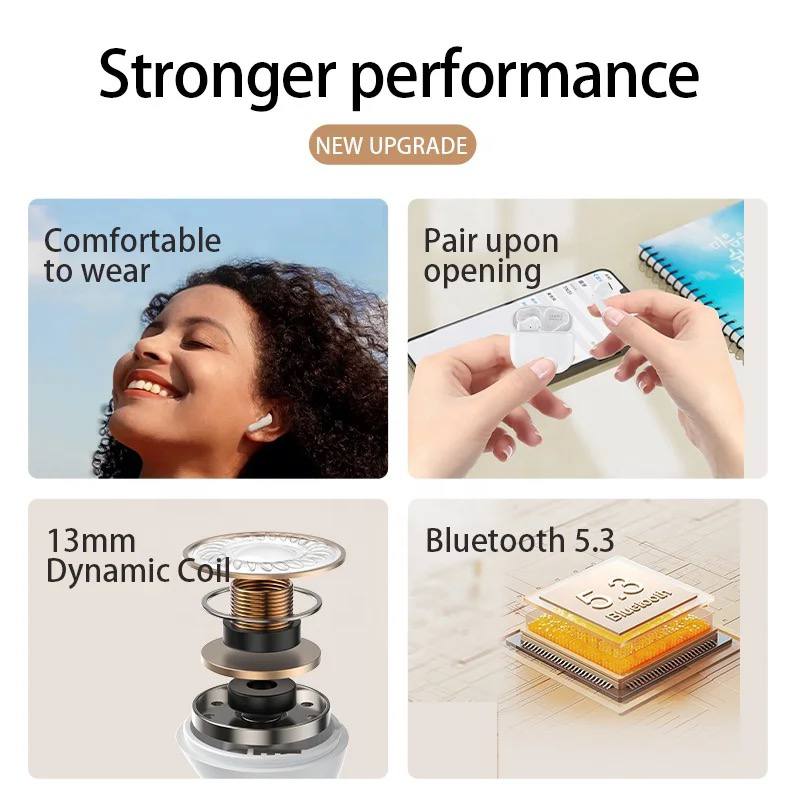 Stronger performance
NEW UPGRADE
Comfortable
to wear
Pair upon
opening
13mm
Dynamic Coil
Bluetooth 5.3
5.3
Bluetooth